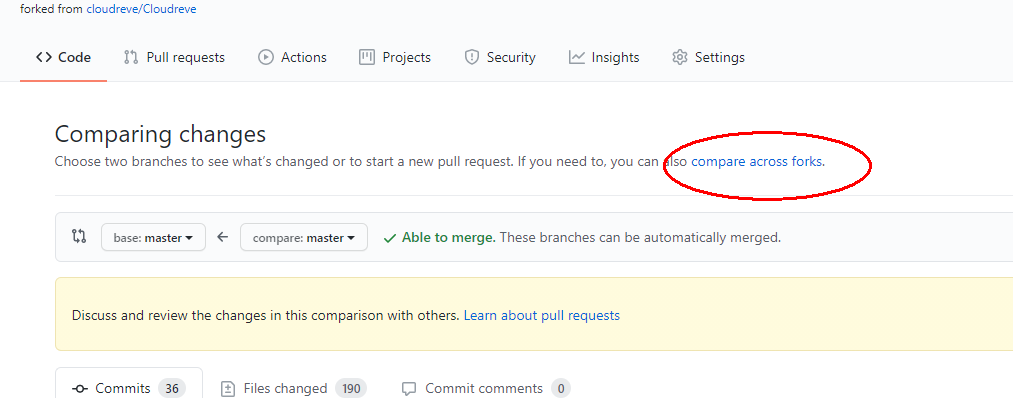 forked from cloudreve/Cloudreve
Code Pull requests Actions Projects Security Insights Settings
Comparing changes
Choose two branches to see what's changed or to start a new pull request. If you need to, you can also compare across forks.
base: master compare: master Able to merge. These branches can be automatically merged.
Discuss and review the changes in this comparison with others. Learn about pull requests
Commits 36 Files changed 190 Commit comments 0